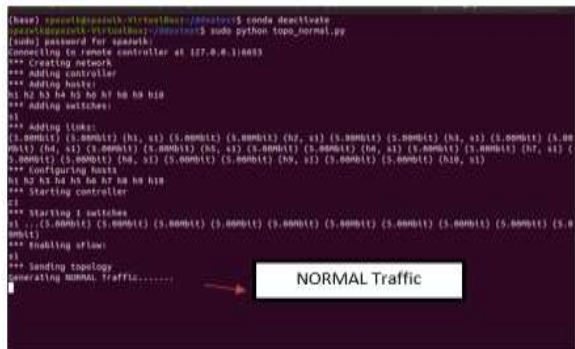 (base) spazwik@spazwik-VirtualBox:~/ddostest$ conda deactivate
spazwik@spazwik-VirtualBox:~/ddostest$ sudo python topo_normal.py
[sudo] password for spazwik:
Connecting to remote controller at 127.0.0.1:6653
*** Creating network
*** Adding controller
*** Adding hosts:
h1 h2 h3 h4 h5 h6 h7 h8 h9 h10
*** Adding switches:
s1
*** Adding links:
(5.00Mbit) (5.00Mbit) (h1, s1) (5.00Mbit) (5.00Mbit) (h2, s1) (5.00Mbit) (5.00Mbit) (h3, s1) (5.00Mbit) (5.00
Mbit) (h4, s1) (5.00Mbit) (5.00Mbit) (h5, s1) (5.00Mbit) (5.00Mbit) (h6, s1) (5.00Mbit) (5.00Mbit) (h7, s1) (
5.00Mbit) (5.00Mbit) (h8, s1) (5.00Mbit) (5.00Mbit) (h9, s1) (5.00Mbit) (5.00Mbit) (h10, s1)
*** Configuring hosts
h1 h2 h3 h4 h5 h6 h7 h8 h9 h10
*** Starting controller
c1
*** Starting 1 switches
s1 ...(5.00Mbit) (5.00Mbit) (5.00Mbit) (5.00Mbit) (5.00Mbit) (5.00Mbit) (5.00Mbit) (5.00Mbit) (5.00Mbit) (5.0
0Mbit)
*** Enabling sFlow:
s1
*** Sending topology
Generating NORMAL Traffic.......
NORMAL Traffic